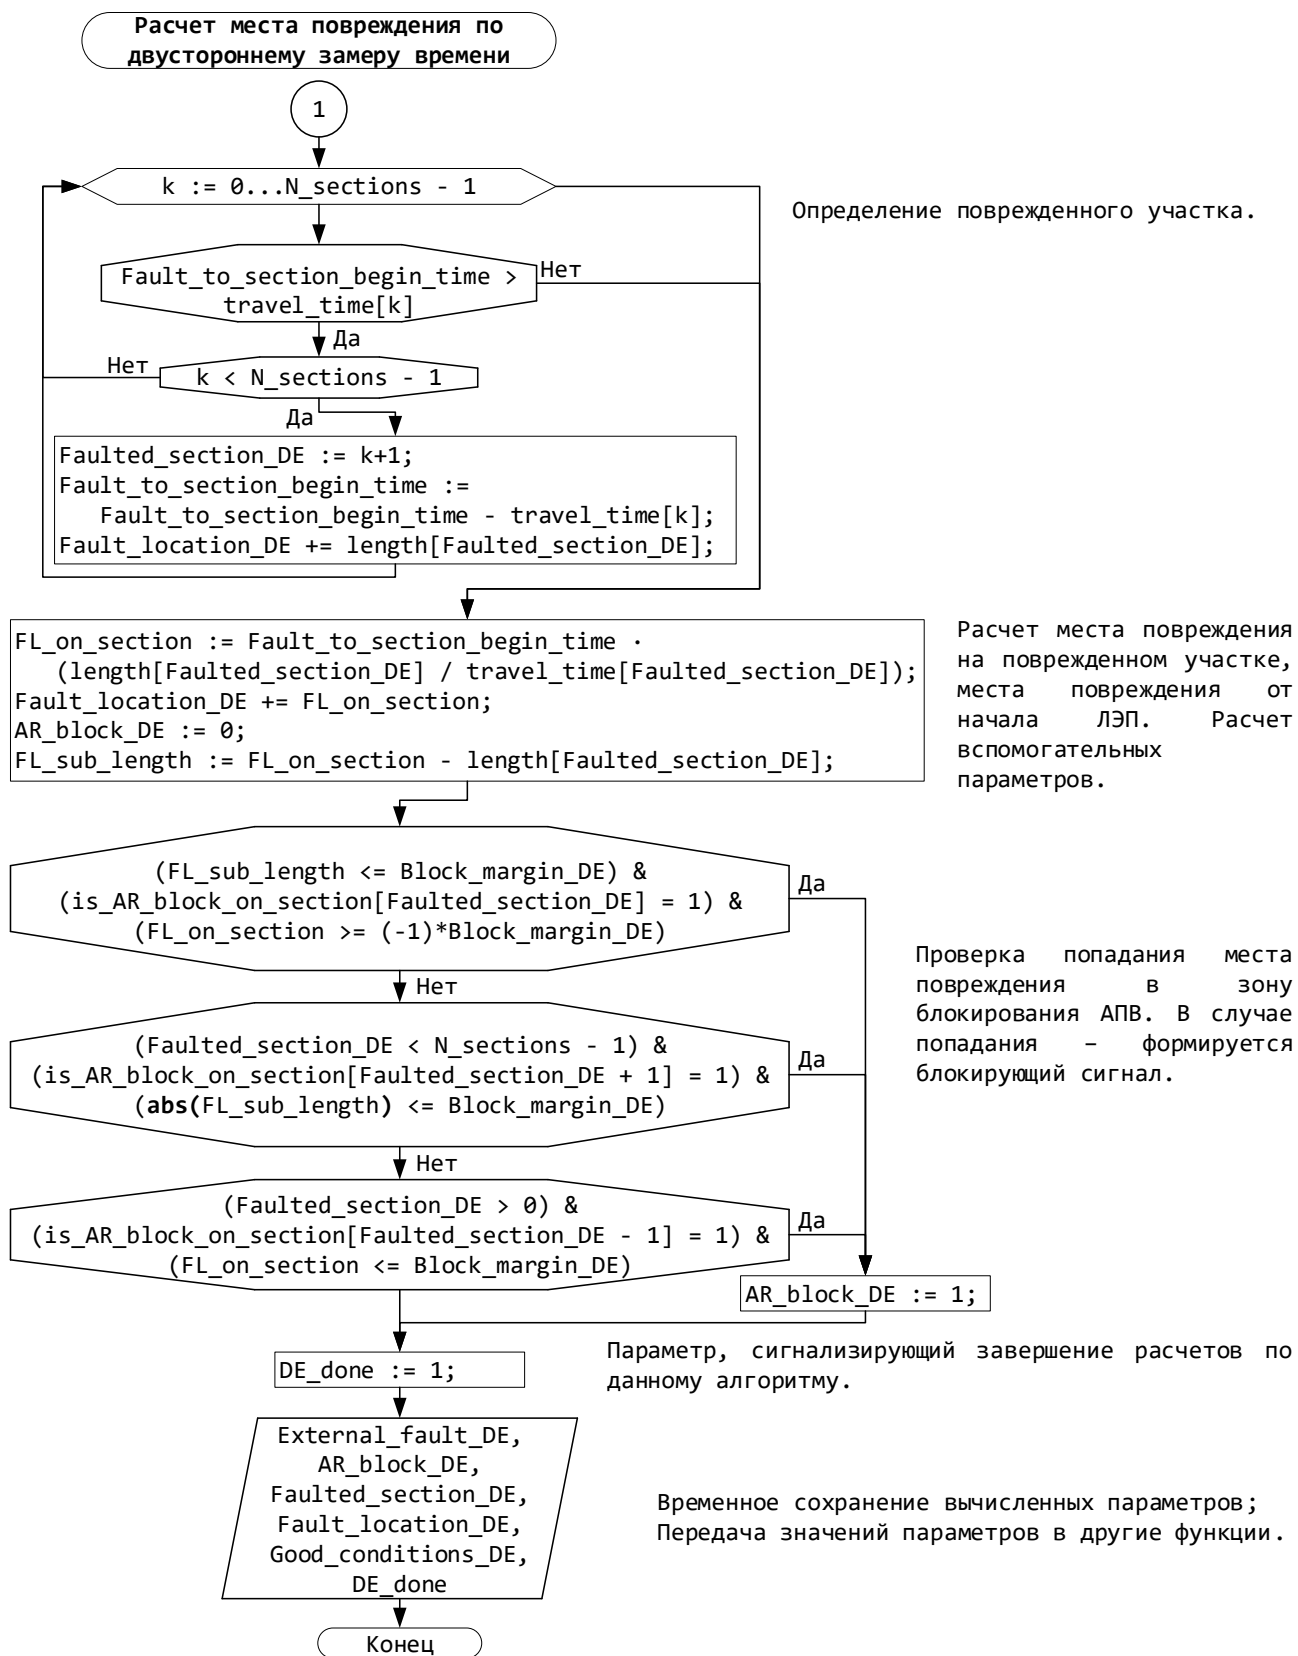 Расчет места повреждения по
двустороннему замеру времени
1
k := 0...N_sections - 1
Определение поврежденного участка.
Fault_to_section_begin_time >
travel_time[k]
Нет
Да
Нет
k < N_sections - 1
Да
Faulted_section_DE := k+1;
Fault_to_section_begin_time :=
Fault_to_section_begin_time - travel_time[k];
Fault_location_DE += length[Faulted_section_DE];
FL_on_section := Fault_to_section_begin_time ·
(length[Faulted_section_DE] / travel_time[Faulted_section_DE]);
Fault_location_DE += FL_on_section;
AR_block_DE := 0;
FL_sub_length := FL_on_section - length[Faulted_section_DE];
Расчет места повреждения
на поврежденном участке,
места повреждения от
начала ЛЭП. Расчет
вспомогательных
параметров.
(FL_sub_length <= Block_margin_DE) &
(is_AR_block_on_section[Faulted_section_DE] = 1) &
(FL_on_section >= (-1)*Block_margin_DE)
Да
Нет
Проверка попадания места
повреждения в зону
блокирования АПВ. В случае
попадания – формируется
блокирующий сигнал.
(Faulted_section_DE < N_sections - 1) &
(is_AR_block_on_section[Faulted_section_DE + 1] = 1) &
(abs(FL_sub_length) <= Block_margin_DE)
Да
Нет
(Faulted_section_DE > 0) &
(is_AR_block_on_section[Faulted_section_DE - 1] = 1) &
(FL_on_section <= Block_margin_DE)
Да
AR_block_DE := 1;
DE_done := 1;
Параметр, сигнализирующий завершение расчетов по
данному алгоритму.
External_fault_DE,
AR_block_DE,
Faulted_section_DE,
Fault_location_DE,
Good_conditions_DE,
DE_done
Временное сохранение вычисленных параметров;
Передача значений параметров в другие функции.
Конец